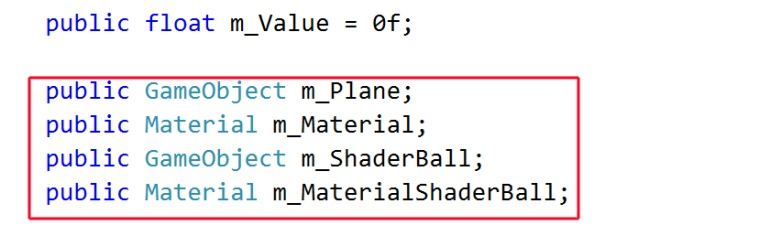 public float m_Value = 0f;
public GameObject m_Plane;
public Material m_Material;
public GameObject m_ShaderBall;
public Material m_MaterialShaderBall;